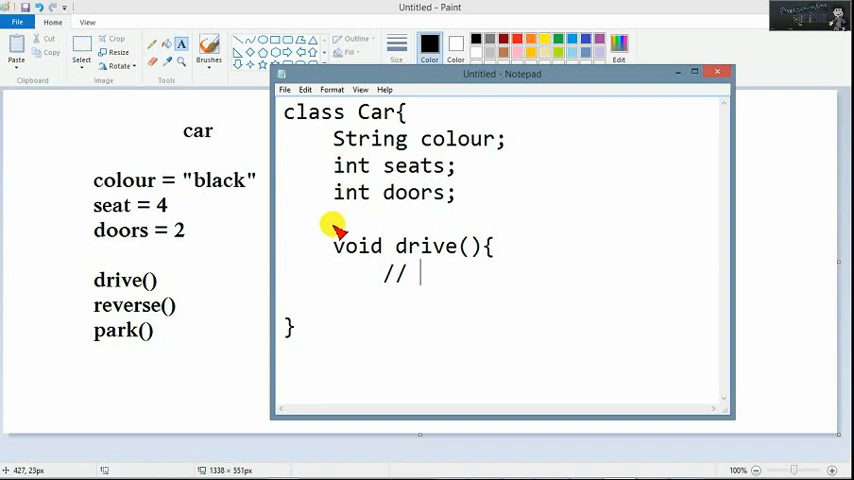 Untitled - Paint
File
Home
View
Paste
Cut
Copy
Clipboard
Select
Crop
Resize
Rotate
Image
A
Tools
Brushes
Outline
Fill
Shapes
Size
Color
Color
Edit
Untitled - Notepad
File Edit Format View Help
car
colour = "black"
seat = 4
doors = 2
drive()
reverse()
park()
class Car{
String colour;
int seats;
int doors;
void drive(){
//
}
427, 23px
1338 × 551px
100%